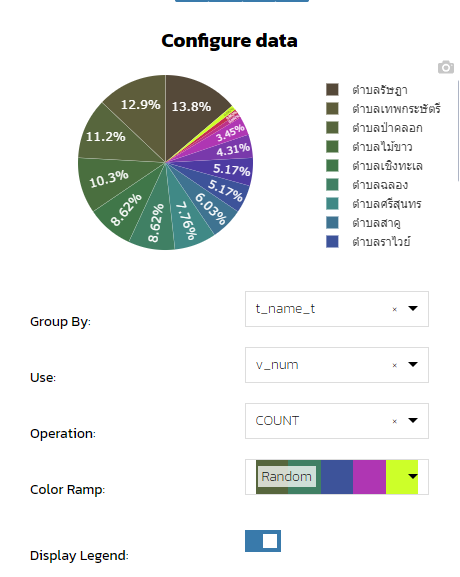 Configure data
13.8%
12.9%
11.2%
10.3%
8.62%
8.62%
7.76%
6.03%
5.17%
5.17%
4.31%
3.45%
ตำบลรัษฎา
ตำบลเทพกระษัตรี
ตำบลป่าคลอก
ตำบลไม้ขาว
ตำบลเชิงทะเล
ตำบลฉลอง
ตำบลศรีสุนทร
ตำบลสาคู
ตำบลราไวย์
Group By: t_name_t ×
Use: v_num ×
Operation: COUNT ×
Color Ramp: Random
Display Legend: